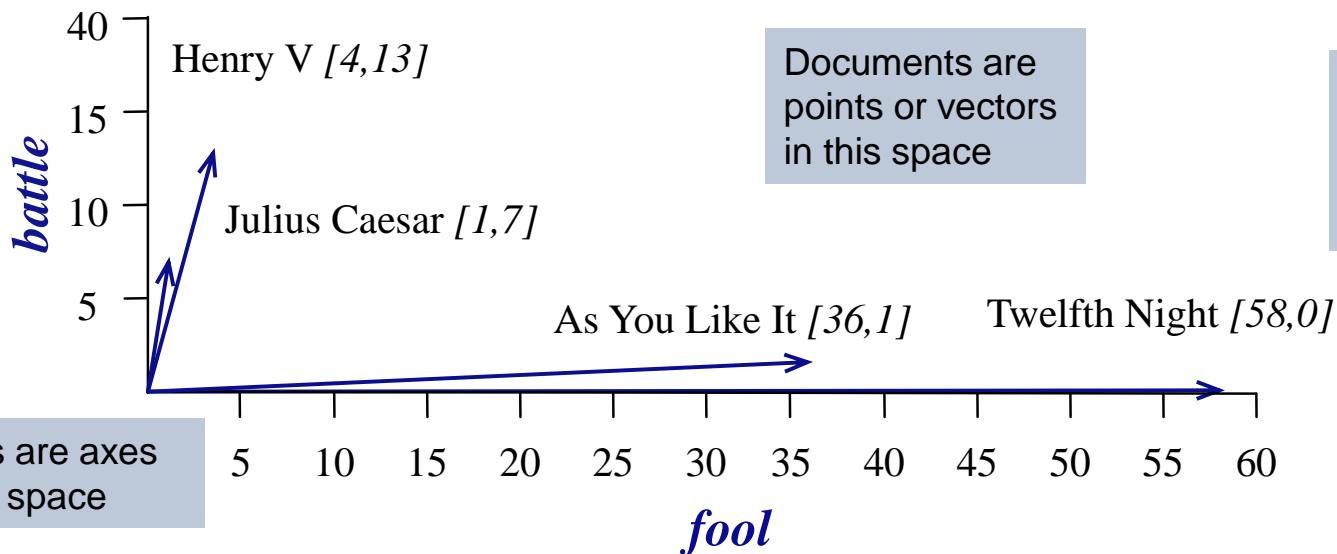 40
Henry V [4,13]
15
10
5
battle
Julius Caesar [1,7]
Documents are
points or vectors
in this space
As You Like It [36,1]
Twelfth Night [58,0]
are axes
space
5 10 15 20 25 30 35 40 45 50 55 60
fool